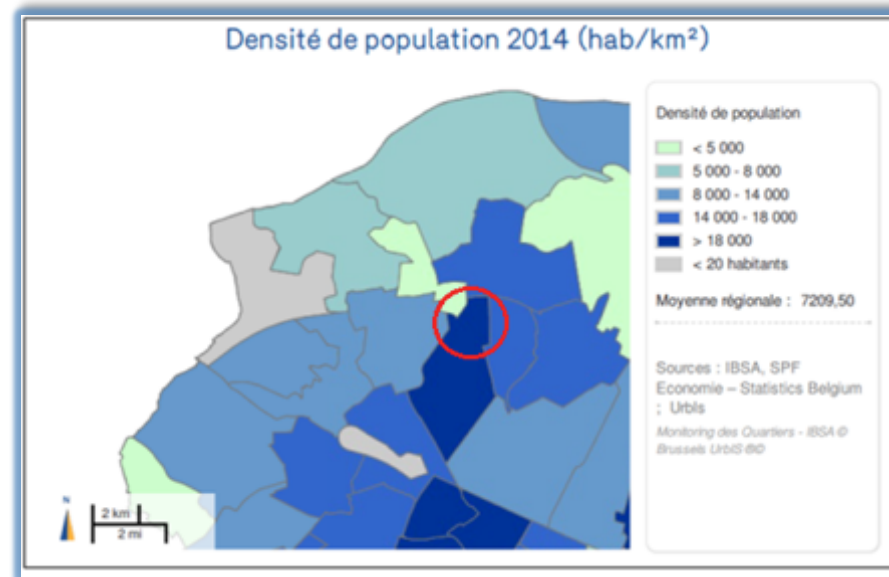 Densité de population 2014 (hab/km²)
Densité de population
< 5 000
5 000 - 8 000
8 000 - 14 000
14 000 - 18 000
> 18 000
< 20 habitants
Moyenne régionale : 7209,50
Sources : IBSA, SPF
Economie – Statistics Belgium
; UrbIs
Monitoring des Quartiers - IBSA ©
Brussels UrbIS ®©
N
2 km
2 mi